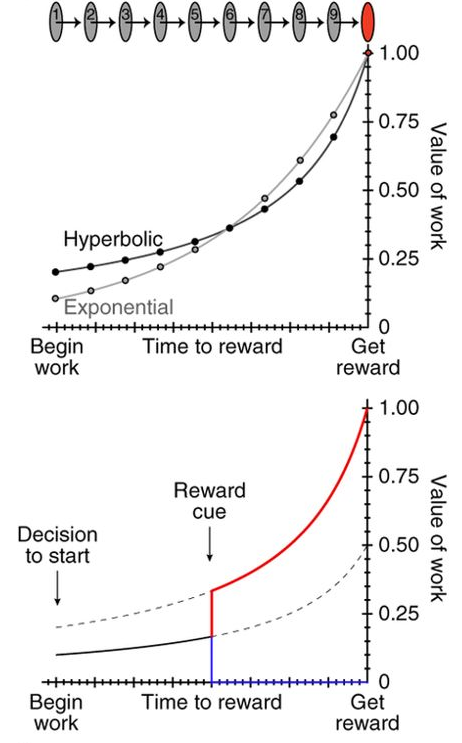 1 2 3 4 5 6 7 8 9
1.00
0.75
0.50
0.25
0
Value of work
Hyperbolic
Exponential
Begin
work
Time to reward
Get
reward
1.00
0.75
0.50
0.25
0
Value of work
Reward
cue
Decision
to start
Begin
work
Time to reward
Get
reward